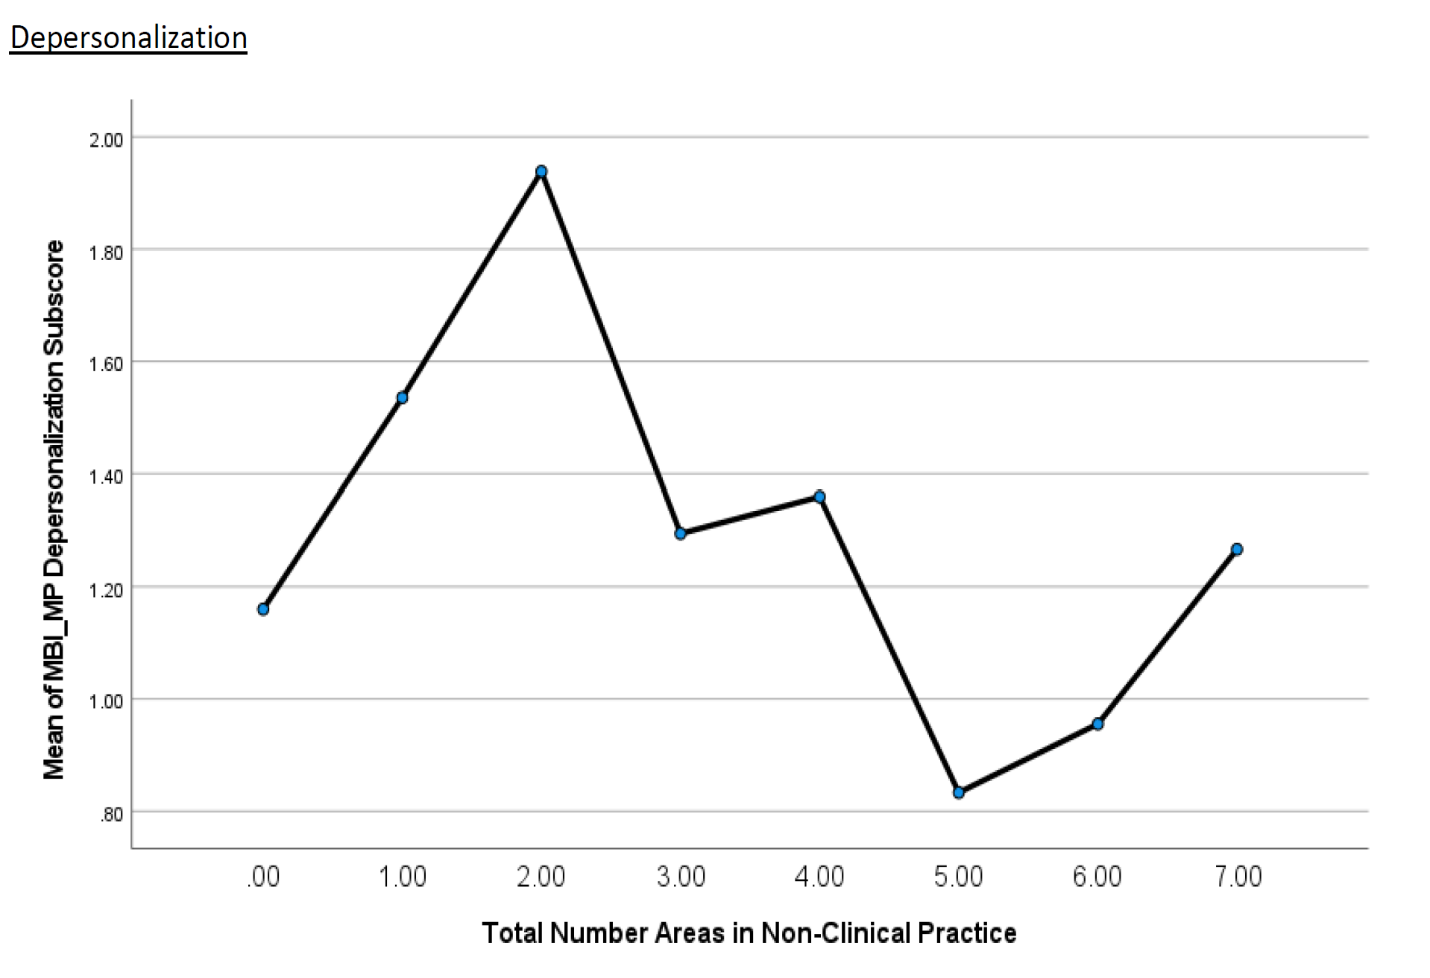 Depersonalization
Mean of MBI_MP Depersonalization Subscore
2.00
1.80
1.60
1.40
1.20
1.00
.80
.00 1.00 2.00 3.00 4.00 5.00 6.00 7.00
Total Number Areas in Non-Clinical Practice